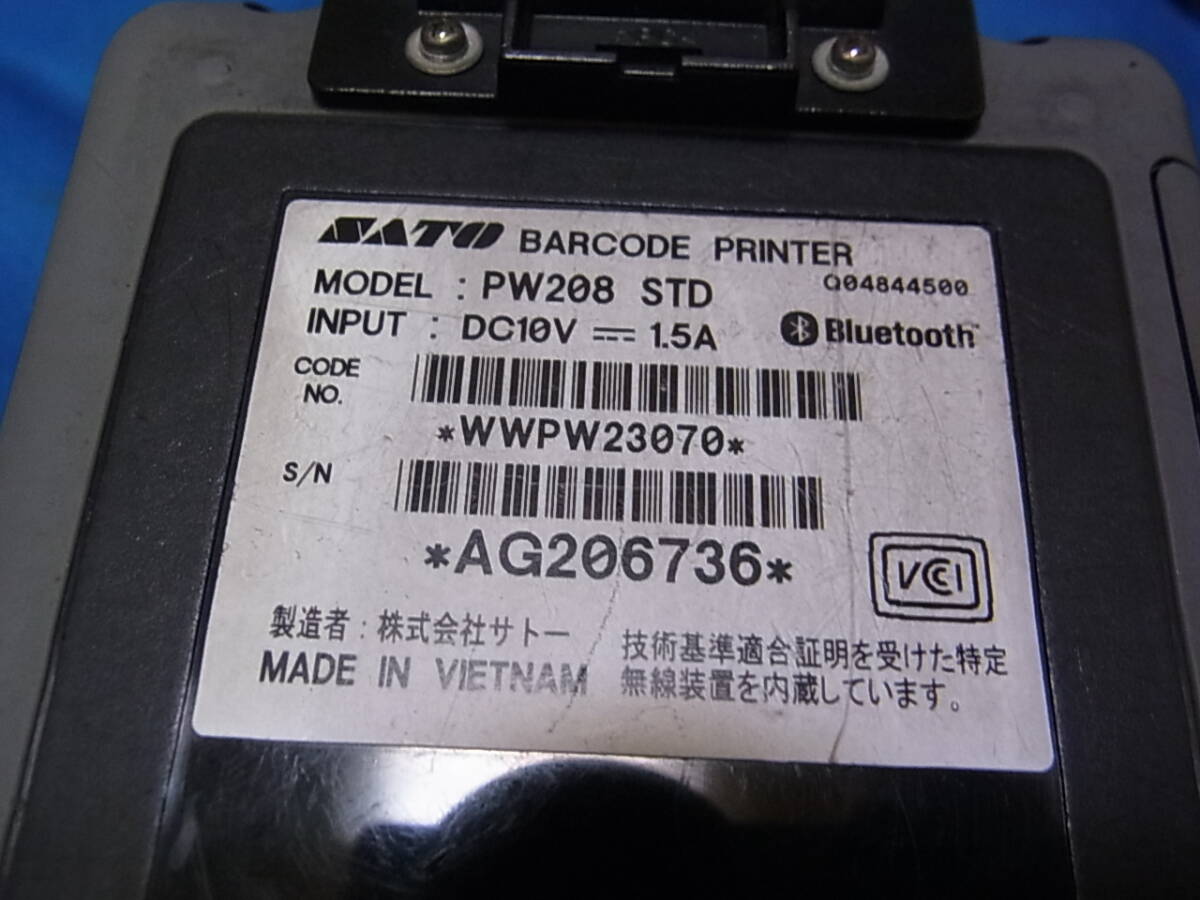 SATO BARCODE PRINTER
MODEL : PW208 STD
Q04844500
INPUT : DC10V ⎓ 1.5A
Bluetooth™
CODE NO.
*WWPW23070*
S/N
*AG206736*
VCCI
製造者 : 株式会社サトー
MADE IN VIETNAM
技術基準適合証明を受けた特定
無線装置を内蔵しています。